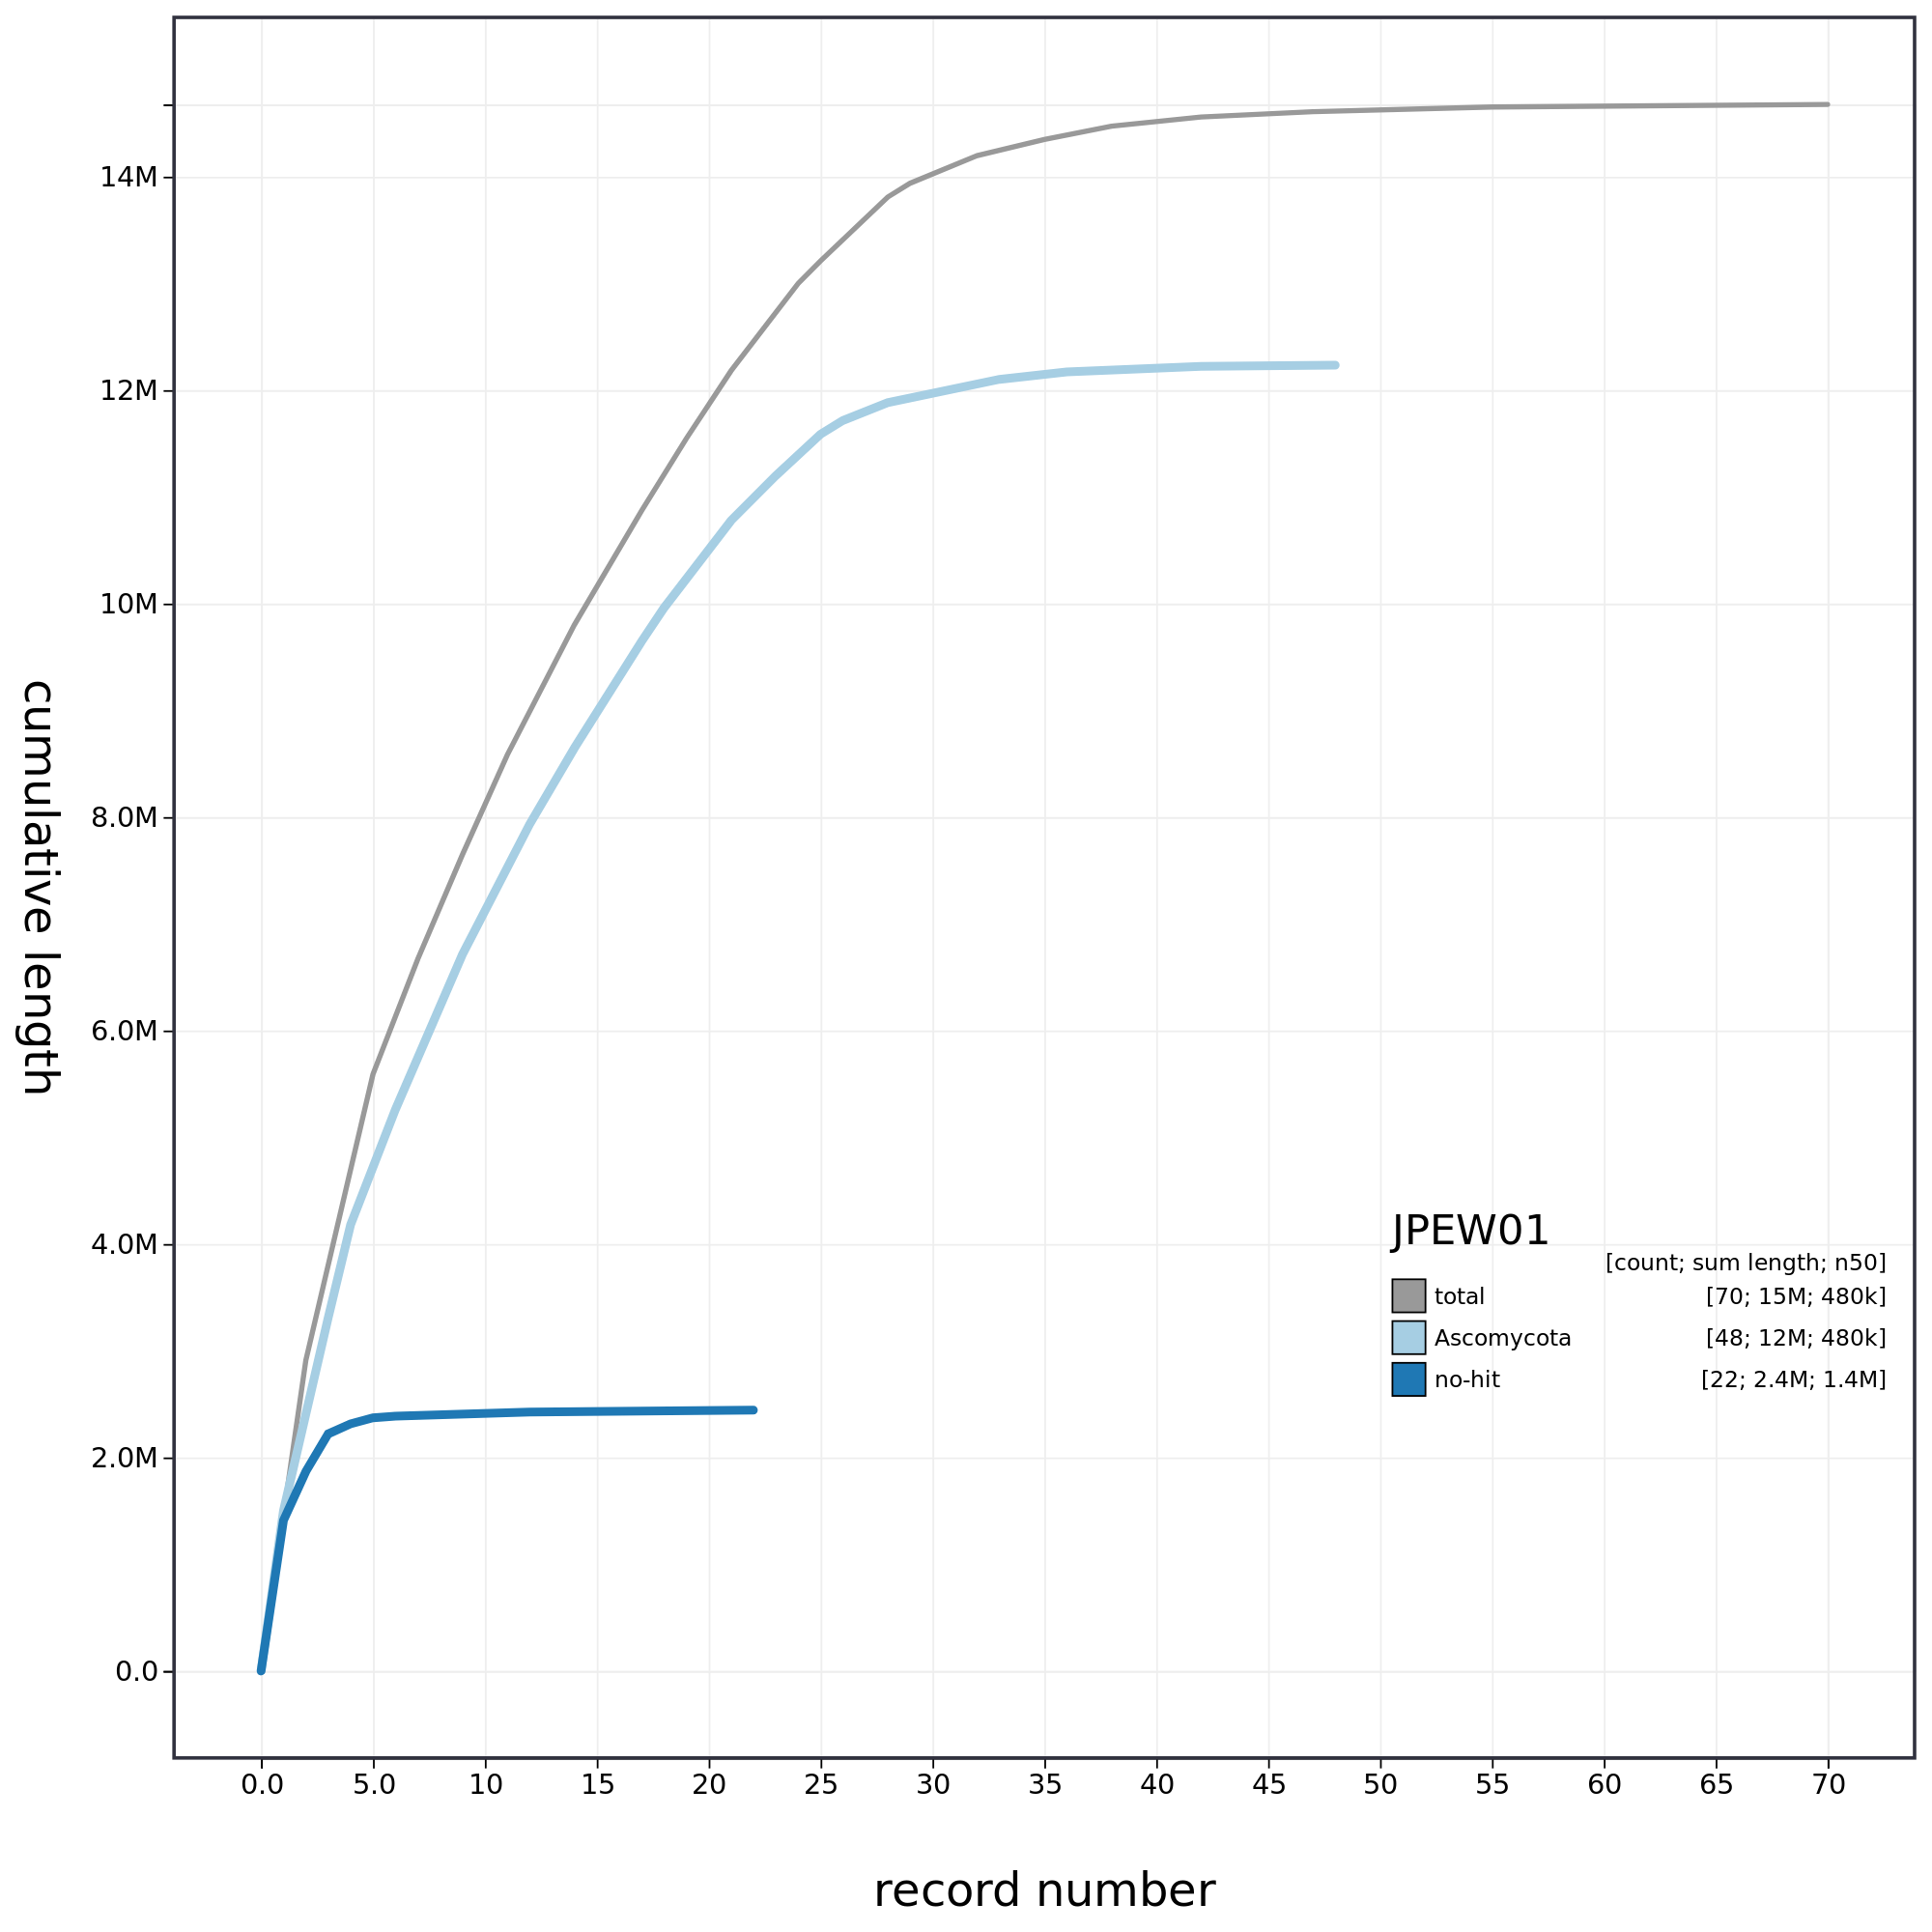 14M
12M
10M
8.0M
6.0M
4.0M
2.0M
0.0
cumulative length
JPEW01
[count; sum length; n50]
total [70; 15M; 480k]
Ascomycota [48; 12M; 480k]
no-hit [22; 2.4M; 1.4M]
0.0 5.0 10 15 20 25 30 35 40 45 50 55 60 65 70
record number